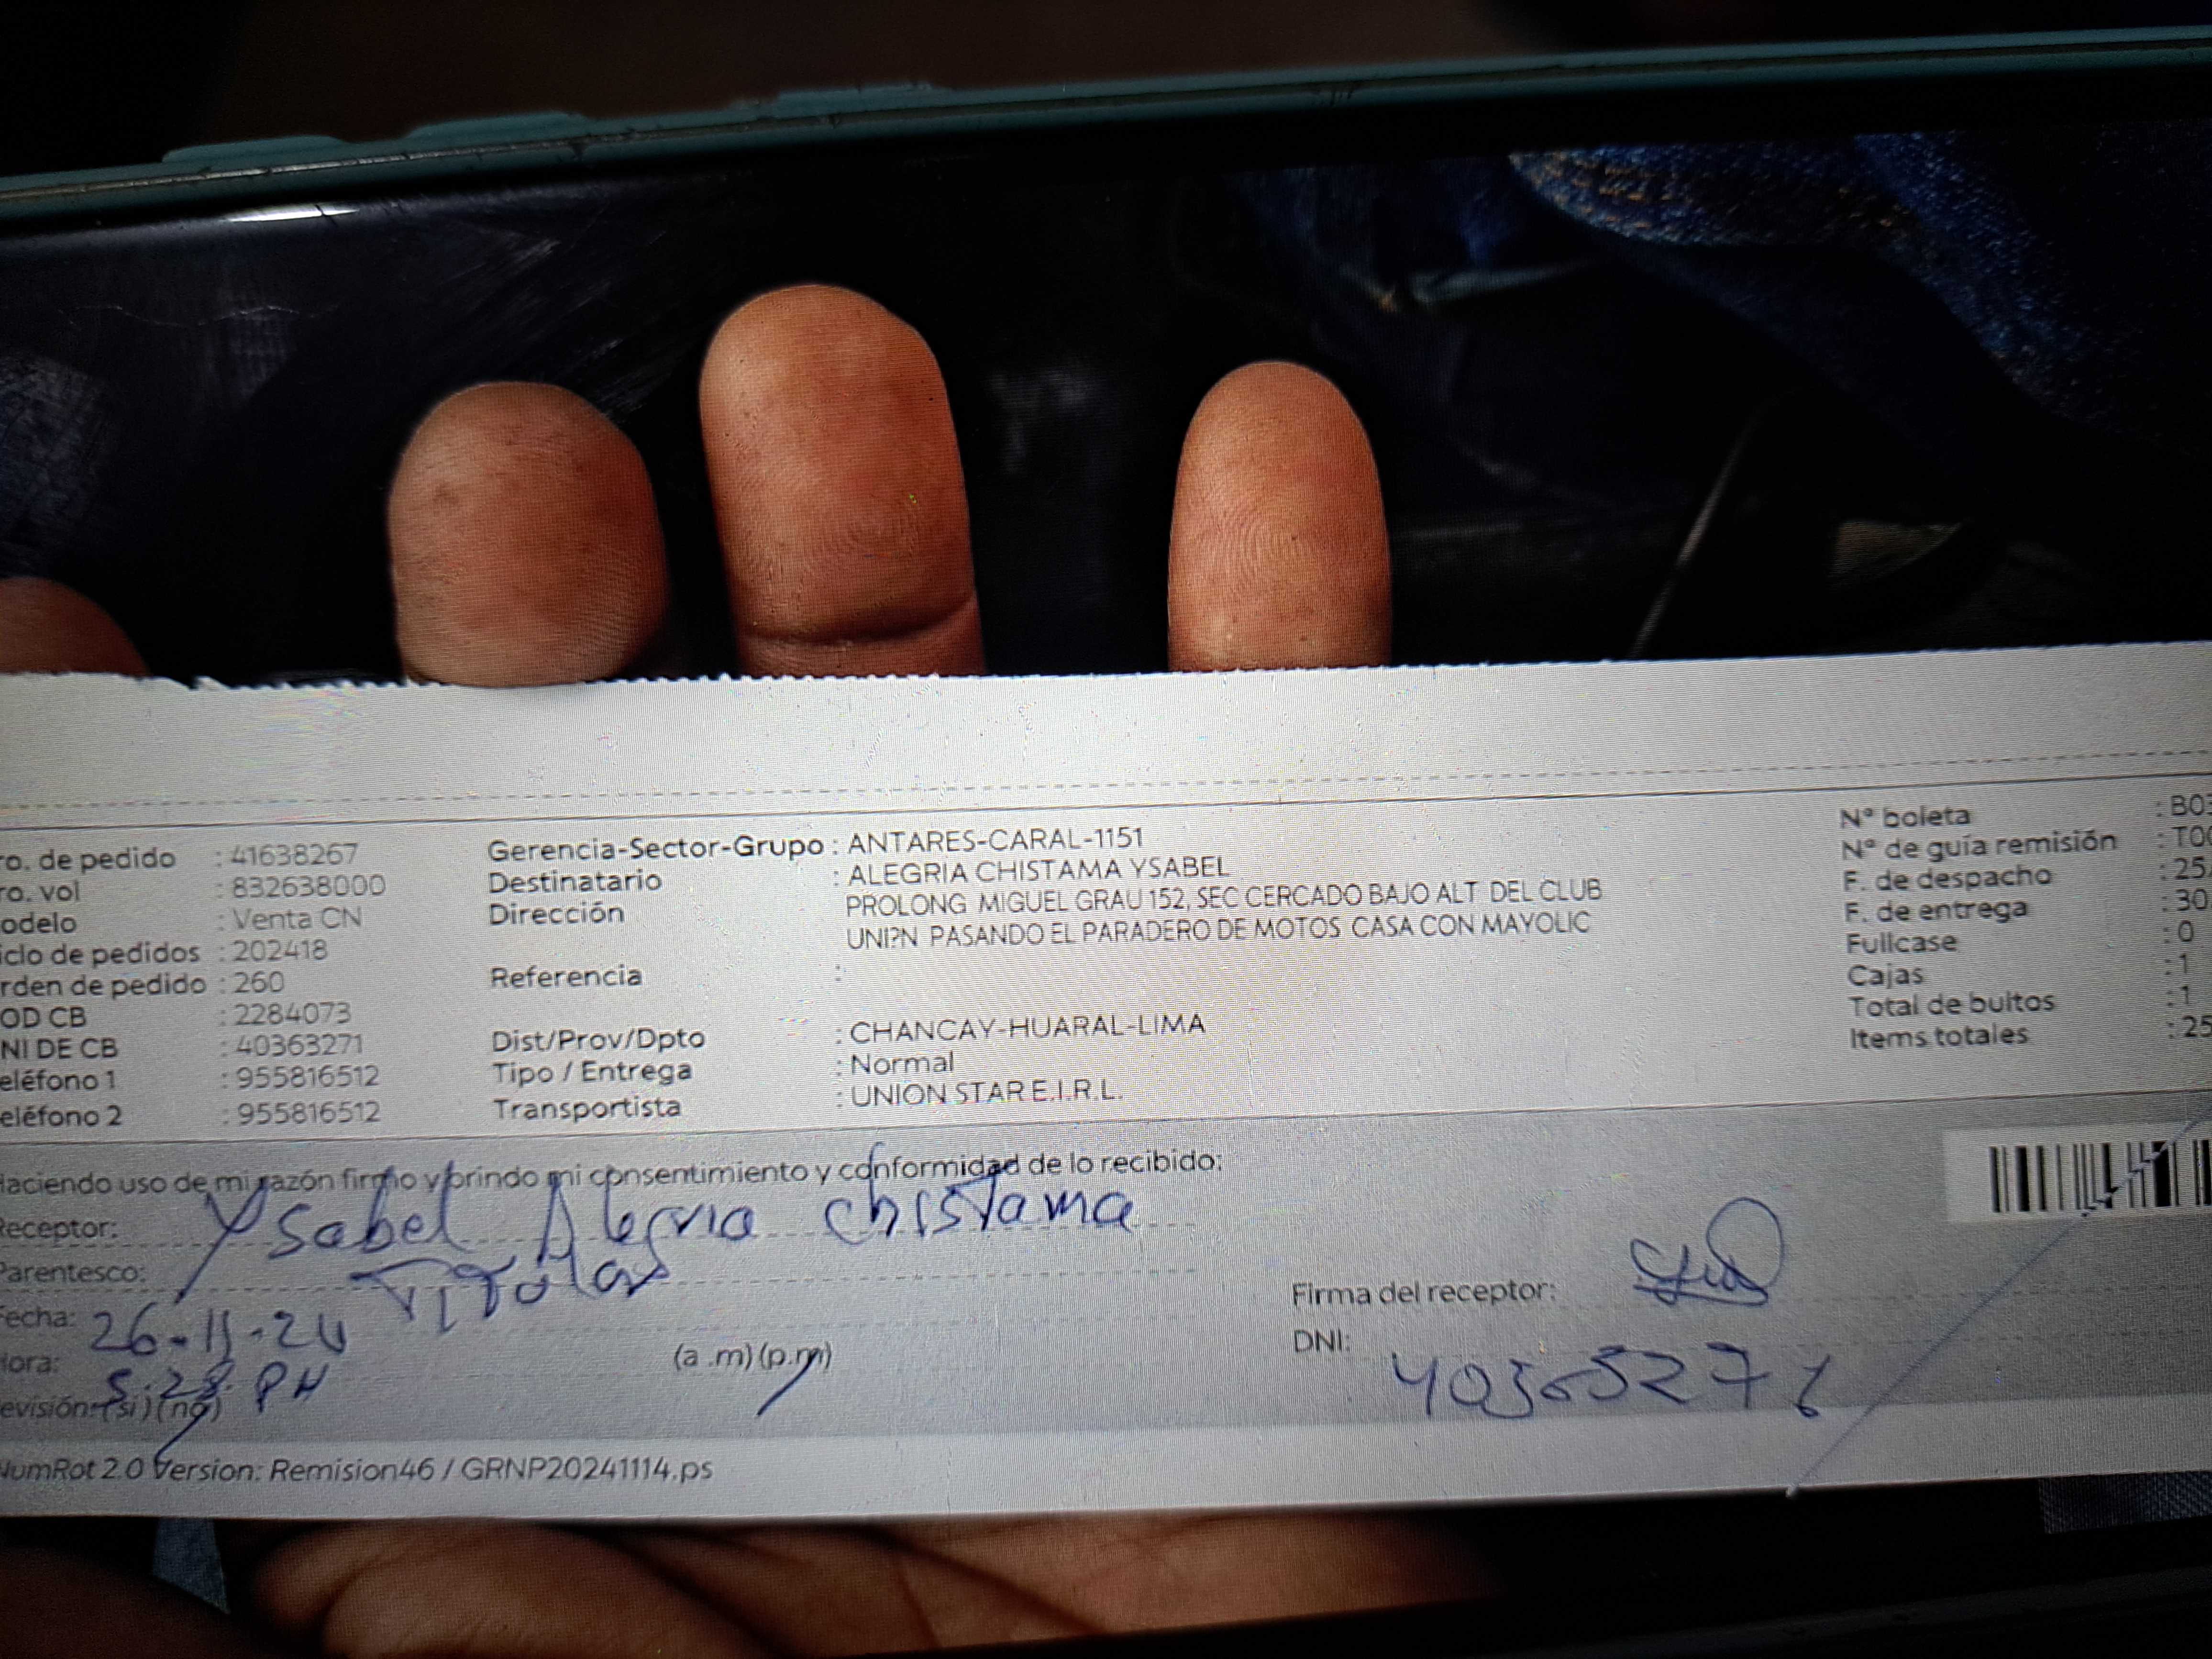 ro. de pedido : 41638267
ro. vol : 832638000
odelo : Venta CN
iclo de pedidos : 202418
rden de pedido : 260
OD CB : 2284073
NI DE CB : 40363271
eléfono 1 : 955816512
eléfono 2 : 955816512
Gerencia-Sector-Grupo : ANTARES-CARAL-1151
Destinatario : ALEGRIA CHISTAMA YSABEL
Dirección PROLONG MIGUEL GRAU 152, SEC CERCADO BAJO ALT DEL CLUB
UNI?N PASANDO EL PARADERO DE MOTOS CASA CON MAYOLIC
Referencia :
Dist/Prov/Dpto : CHANCAY-HUARAL-LIMA
Tipo / Entrega : Normal
Transportista : UNION STAR E.I.R.L.
N° boleta : B03
N° de guía remisión : T00
F. de despacho : 25
F. de entrega : 30
Fullcase : 0
Cajas : 1
Total de bultos : 1
Items totales : 25
Haciendo uso de mi razón firmo y brindo mi consentimiento y conformidad de lo recibido:
Receptor: Ysabel Alegria chistama
Parentesco: Titular
Fecha: 26-11-24
Hora: 5:28 PM (a .m) (p.m)
evisión: (si) (no)
Firma del receptor:
DNI:
NumRot 2.0 Version: Remision46 / GRNP20241114.ps